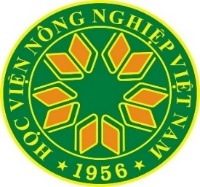 HỌC VIỆN NÔNG NGHIỆP VIỆT NAM
★ 1956 ★